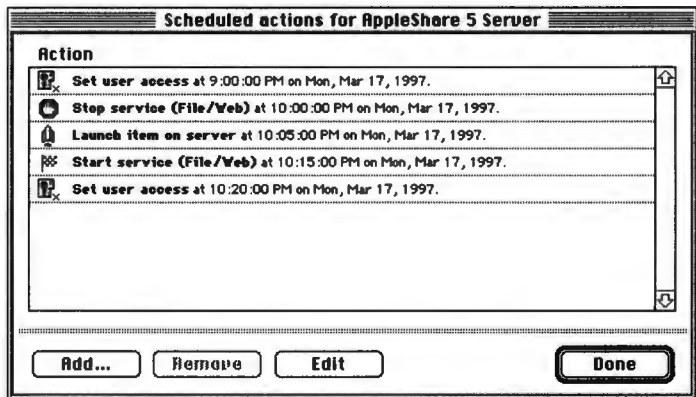 Scheduled actions for AppleShare 5 Server
Action
Set user access at 9:00:00 PM on Mon, Mar 17, 1997.
Stop service (File/Web) at 10:00:00 PM on Mon, Mar 17, 1997.
Launch item on server at 10:05:00 PM on Mon, Mar 17, 1997.
Start service (File/Web) at 10:15:00 PM on Mon, Mar 17, 1997.
Set user access at 10:20:00 PM on Mon, Mar 17, 1997.
Add... Remove Edit Done